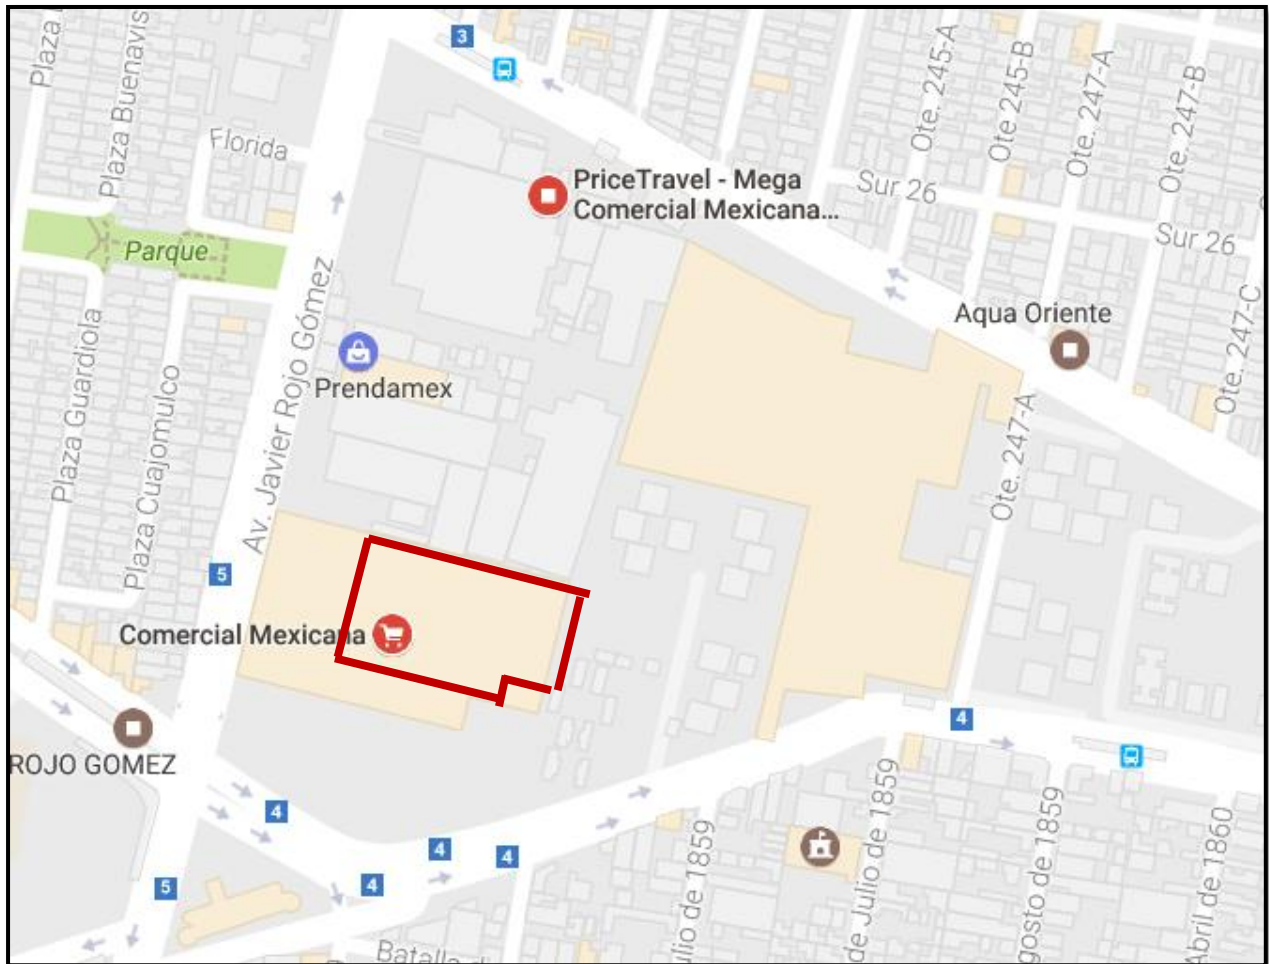 3
Plaza
Plaza Buenavis
Florida
Ote. 245-A
Ote 245-B
Ote. 247-A
Ote. 247-B
PriceTravel - Mega
Comercial Mexicana...
Sur 26
Sur 26
Parque
Aqua Oriente
Ote. 247-C
Plaza Guardiola
Av. Javier Rojo Gómez
Prendamex
Plaza Cuajomulco
Ote. 247-A
5
Comercial Mexicana
4
ROJO GOMEZ
4
4
4
4
5
ulio de 1859
de Julio de 1859
gosto de 1859
Abril de 1860
Batalla d